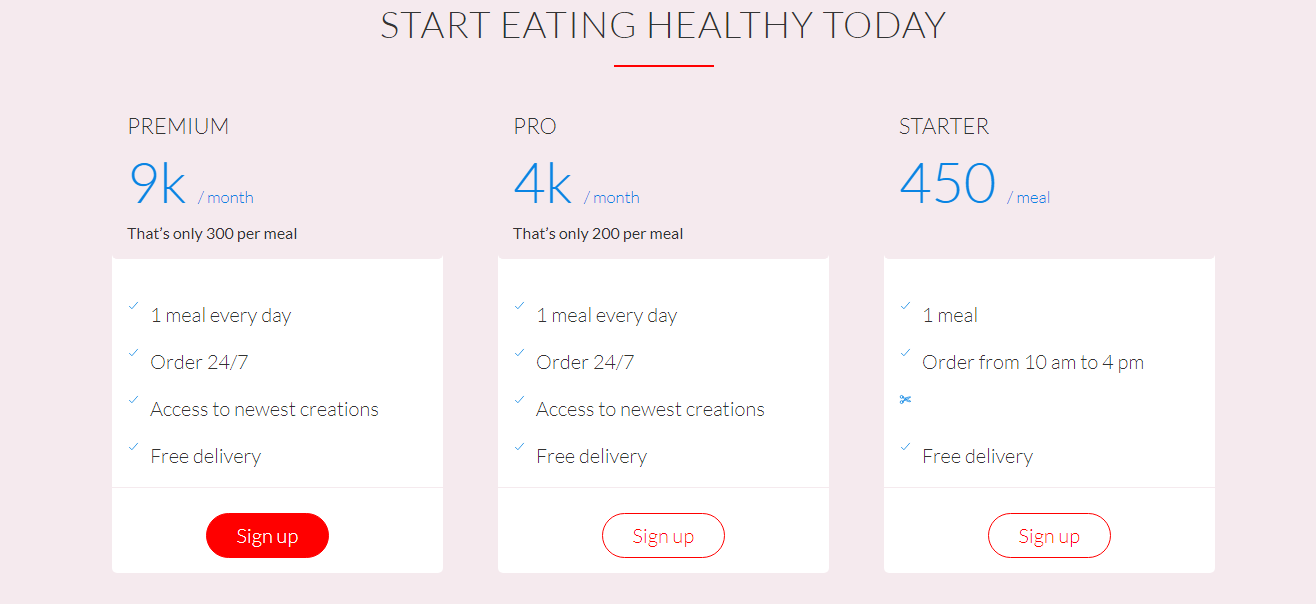 START EATING HEALTHY TODAY
PREMIUM
9k / month
That's only 300 per meal
1 meal every day
Order 24/7
Access to newest creations
Free delivery
Sign up
PRO
4k / month
That's only 200 per meal
1 meal every day
Order 24/7
Access to newest creations
Free delivery
Sign up
STARTER
450 / meal
1 meal
Order from 10 am to 4 pm
Free delivery
Sign up